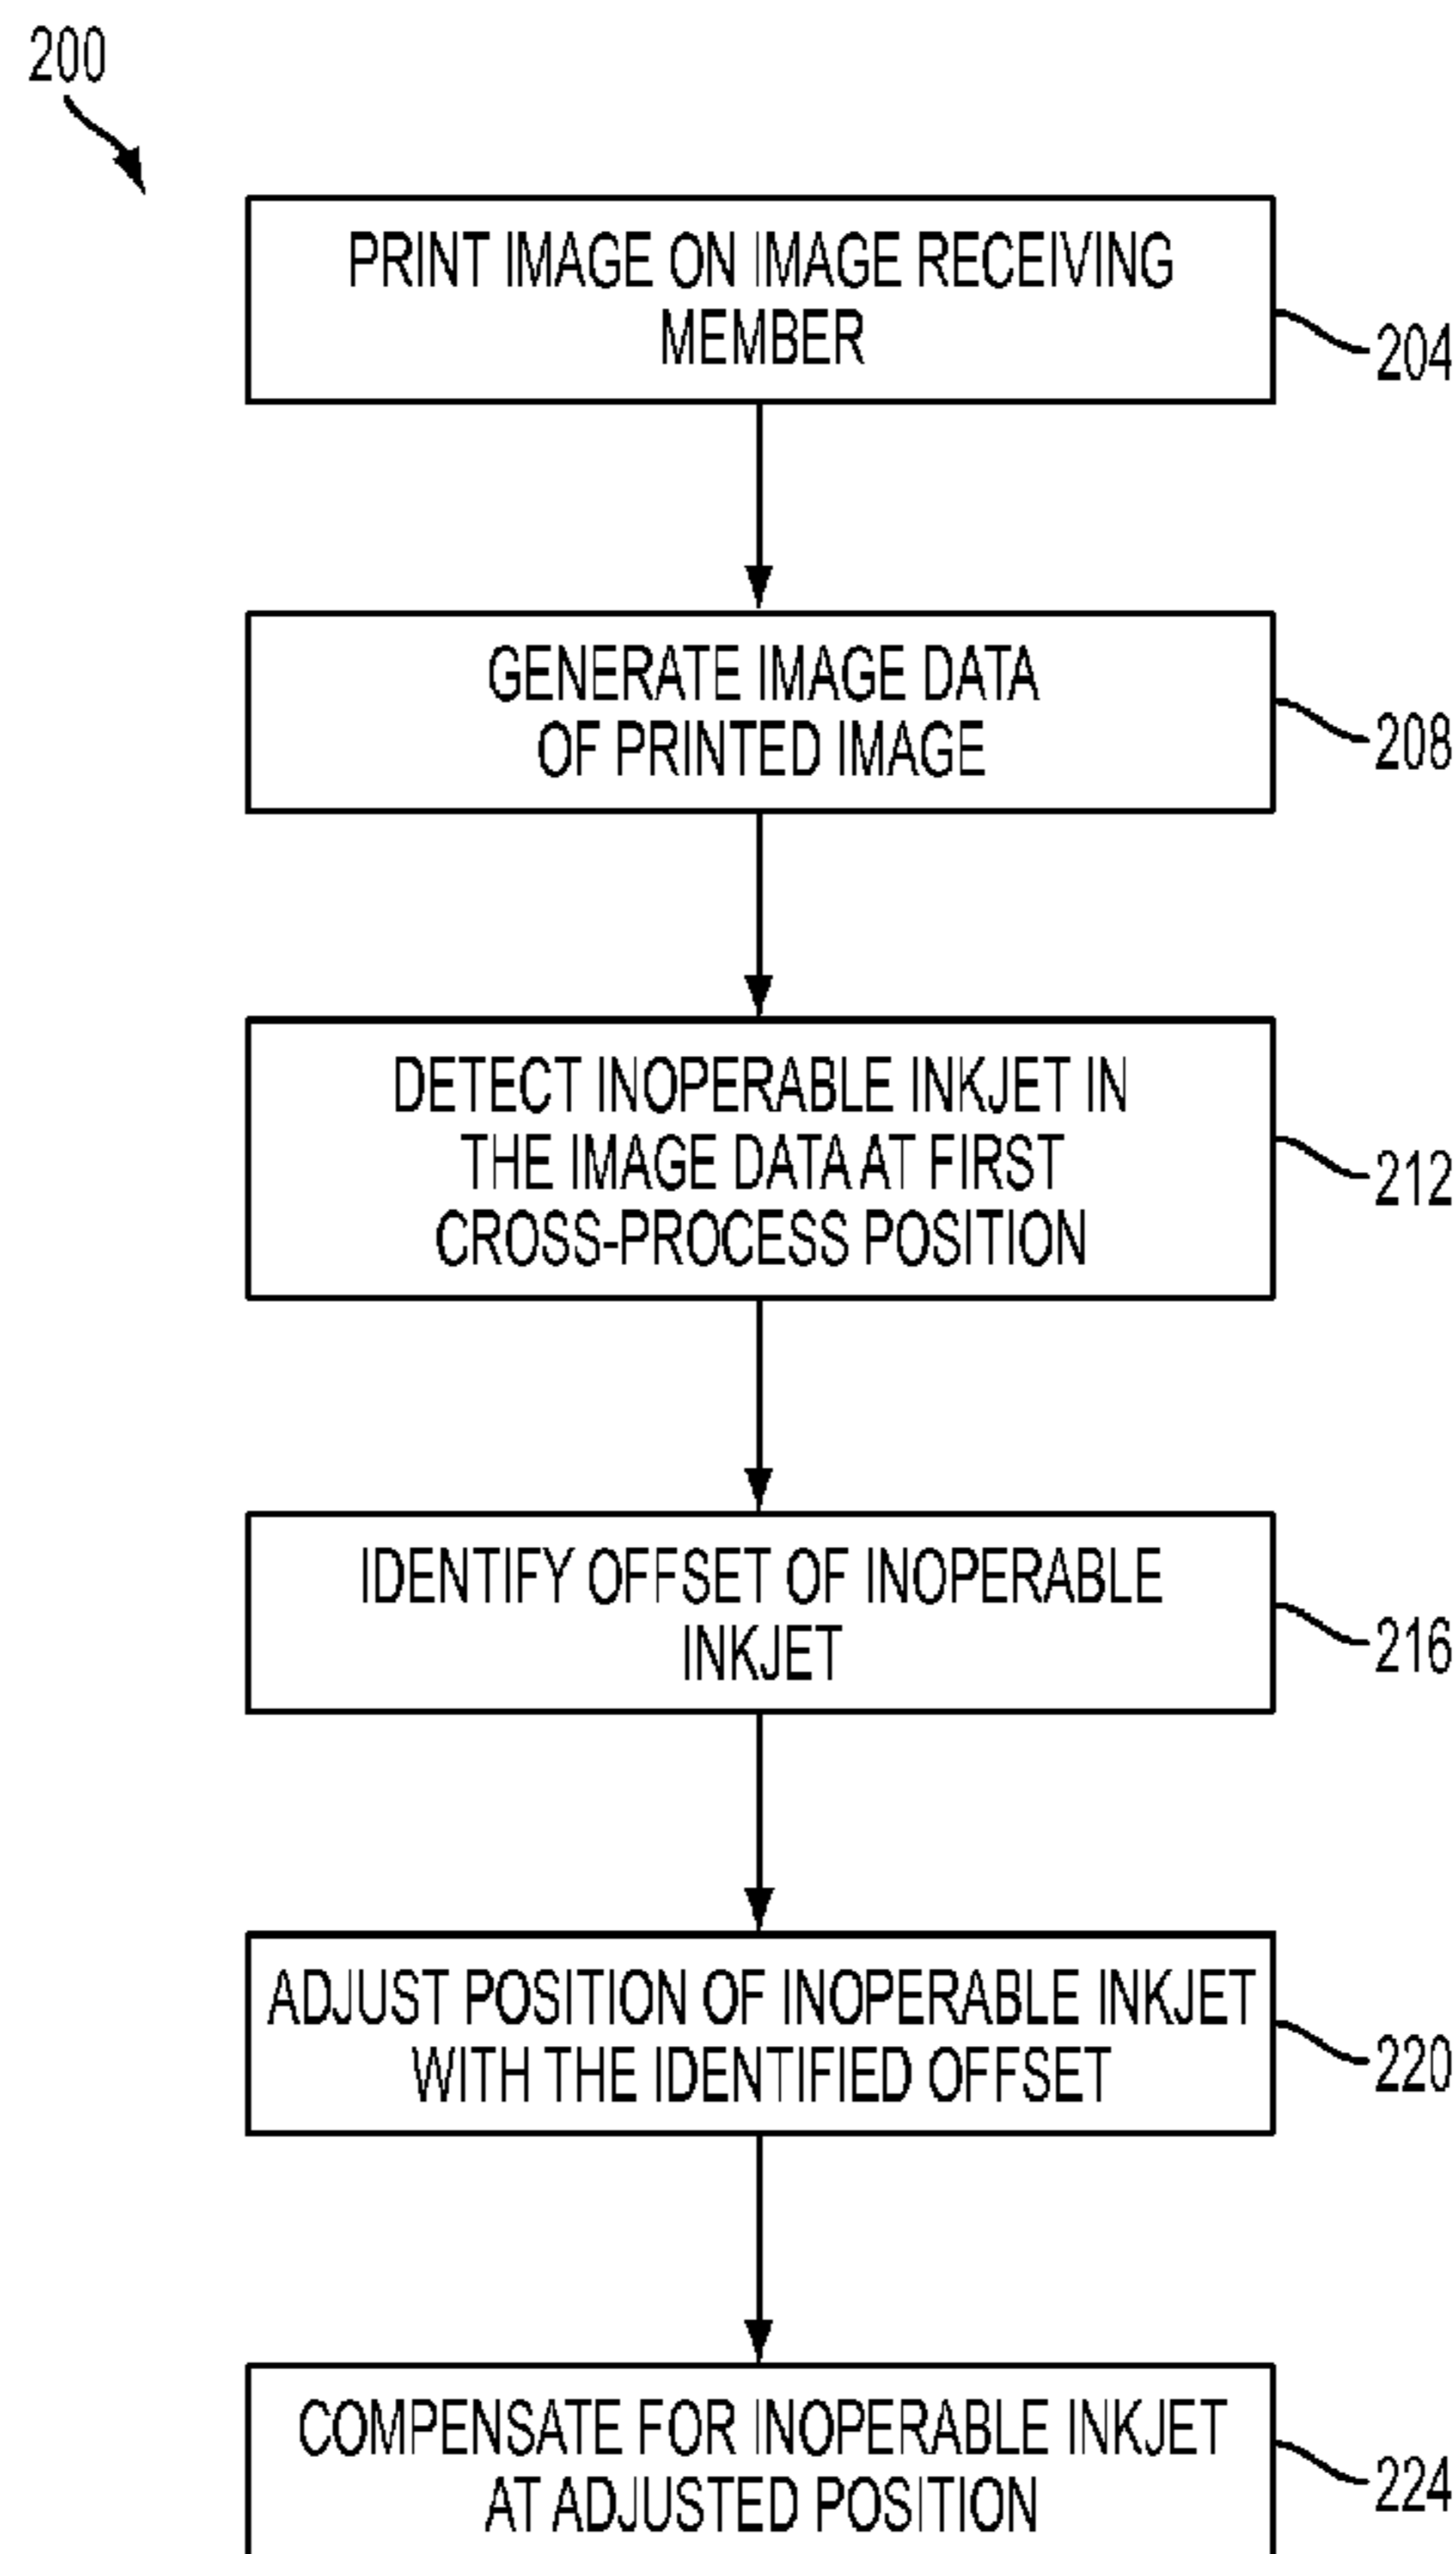 200
PRINT IMAGE ON IMAGE RECEIVING
MEMBER
204
GENERATE IMAGE DATA
OF PRINTED IMAGE
208
DETECT INOPERABLE INKJET IN
THE IMAGE DATA AT FIRST
CROSS-PROCESS POSITION
212
IDENTIFY OFFSET OF INOPERABLE
INKJET
216
ADJUST POSITION OF INOPERABLE INKJET
WITH THE IDENTIFIED OFFSET
220
COMPENSATE FOR INOPERABLE INKJET
AT ADJUSTED POSITION
224